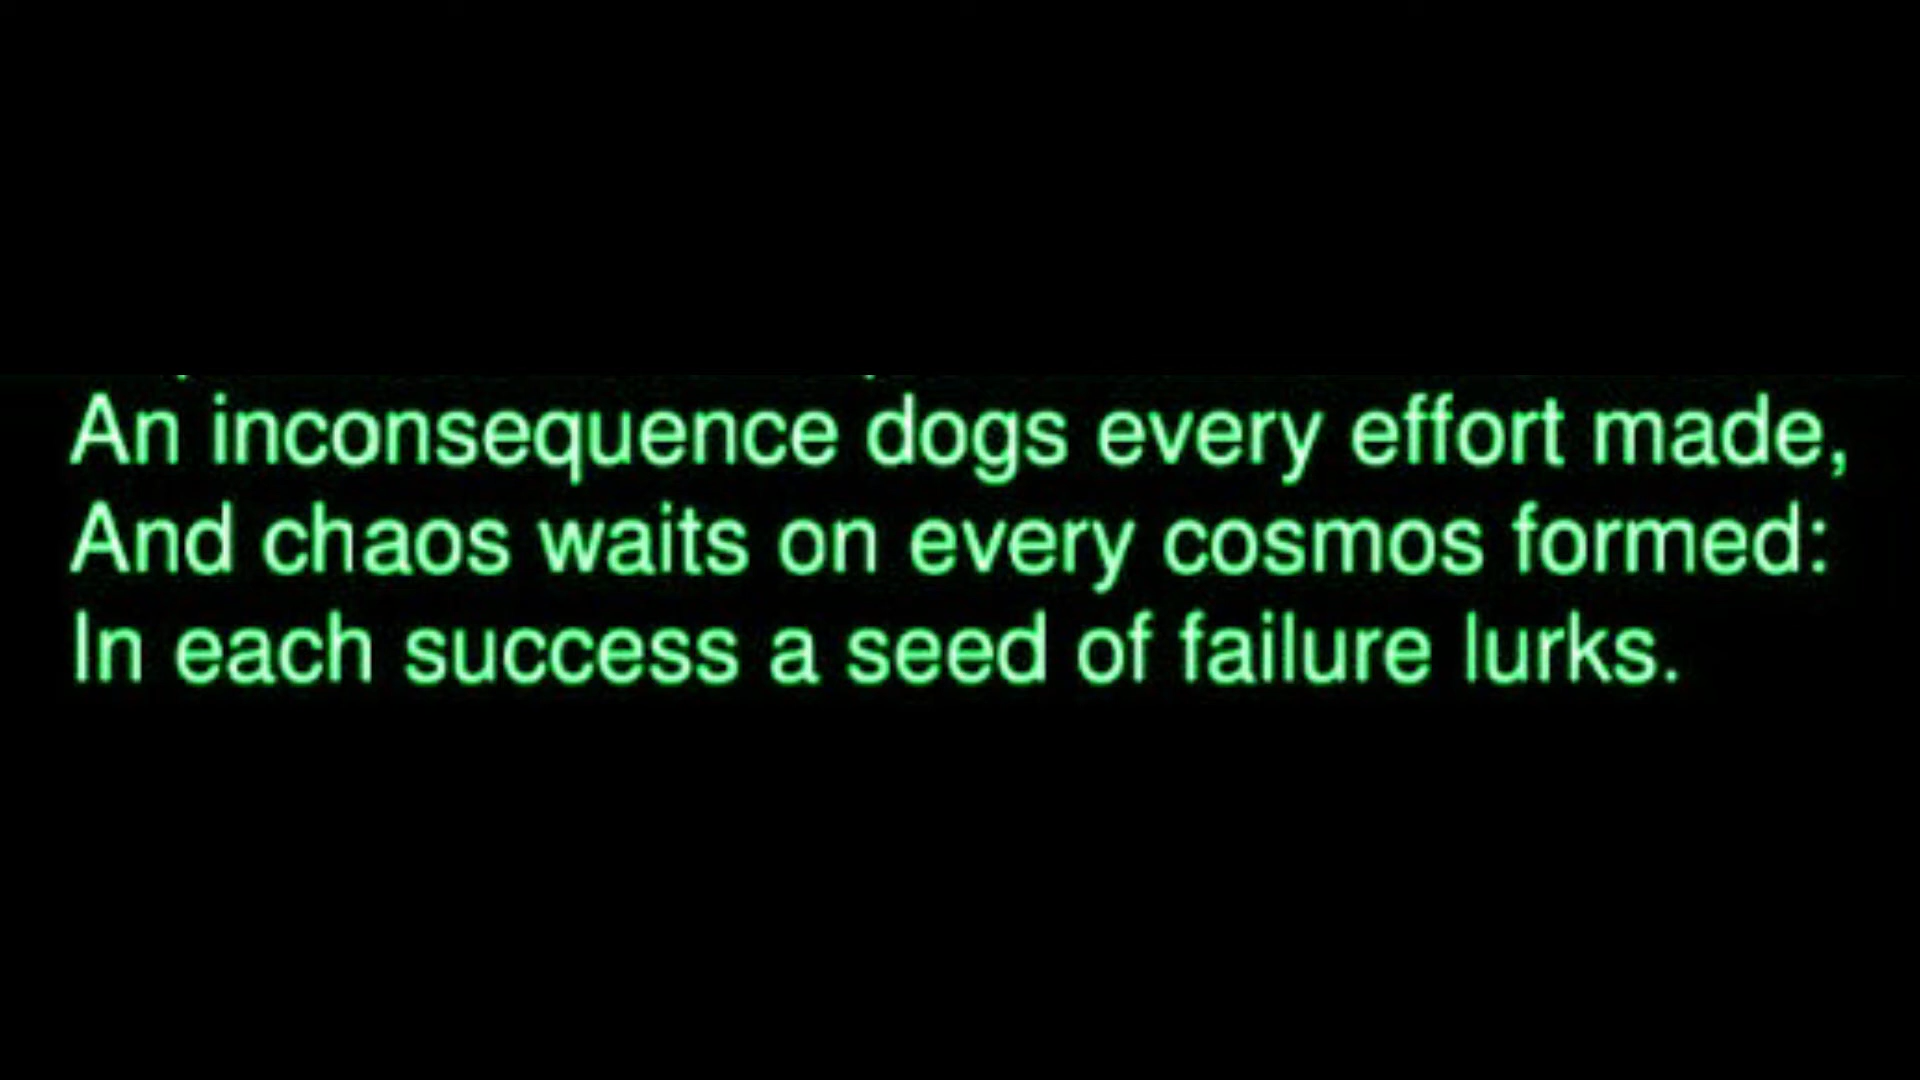 An inconsequence dogs every effort made,
And chaos waits on every cosmos formed:
In each success a seed of failure lurks.